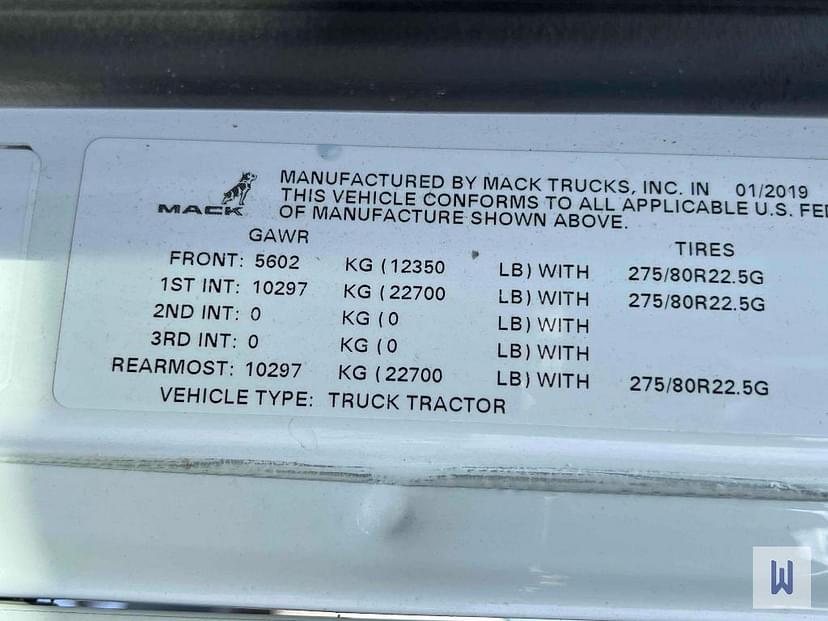 MACK
MANUFACTURED BY MACK TRUCKS, INC. IN 01/2019
THIS VEHICLE CONFORMS TO ALL APPLICABLE U.S. FED
OF MANUFACTURE SHOWN ABOVE.
GAWR TIRES
FRONT: 5602 KG (12350 LB) WITH 275/80R22.5G
1ST INT: 10297 KG (22700 LB) WITH 275/80R22.5G
2ND INT: 0 KG (0 LB) WITH
3RD INT: 0 KG (0 LB) WITH
REARMOST: 10297 KG (22700 LB) WITH 275/80R22.5G
VEHICLE TYPE: TRUCK TRACTOR
W